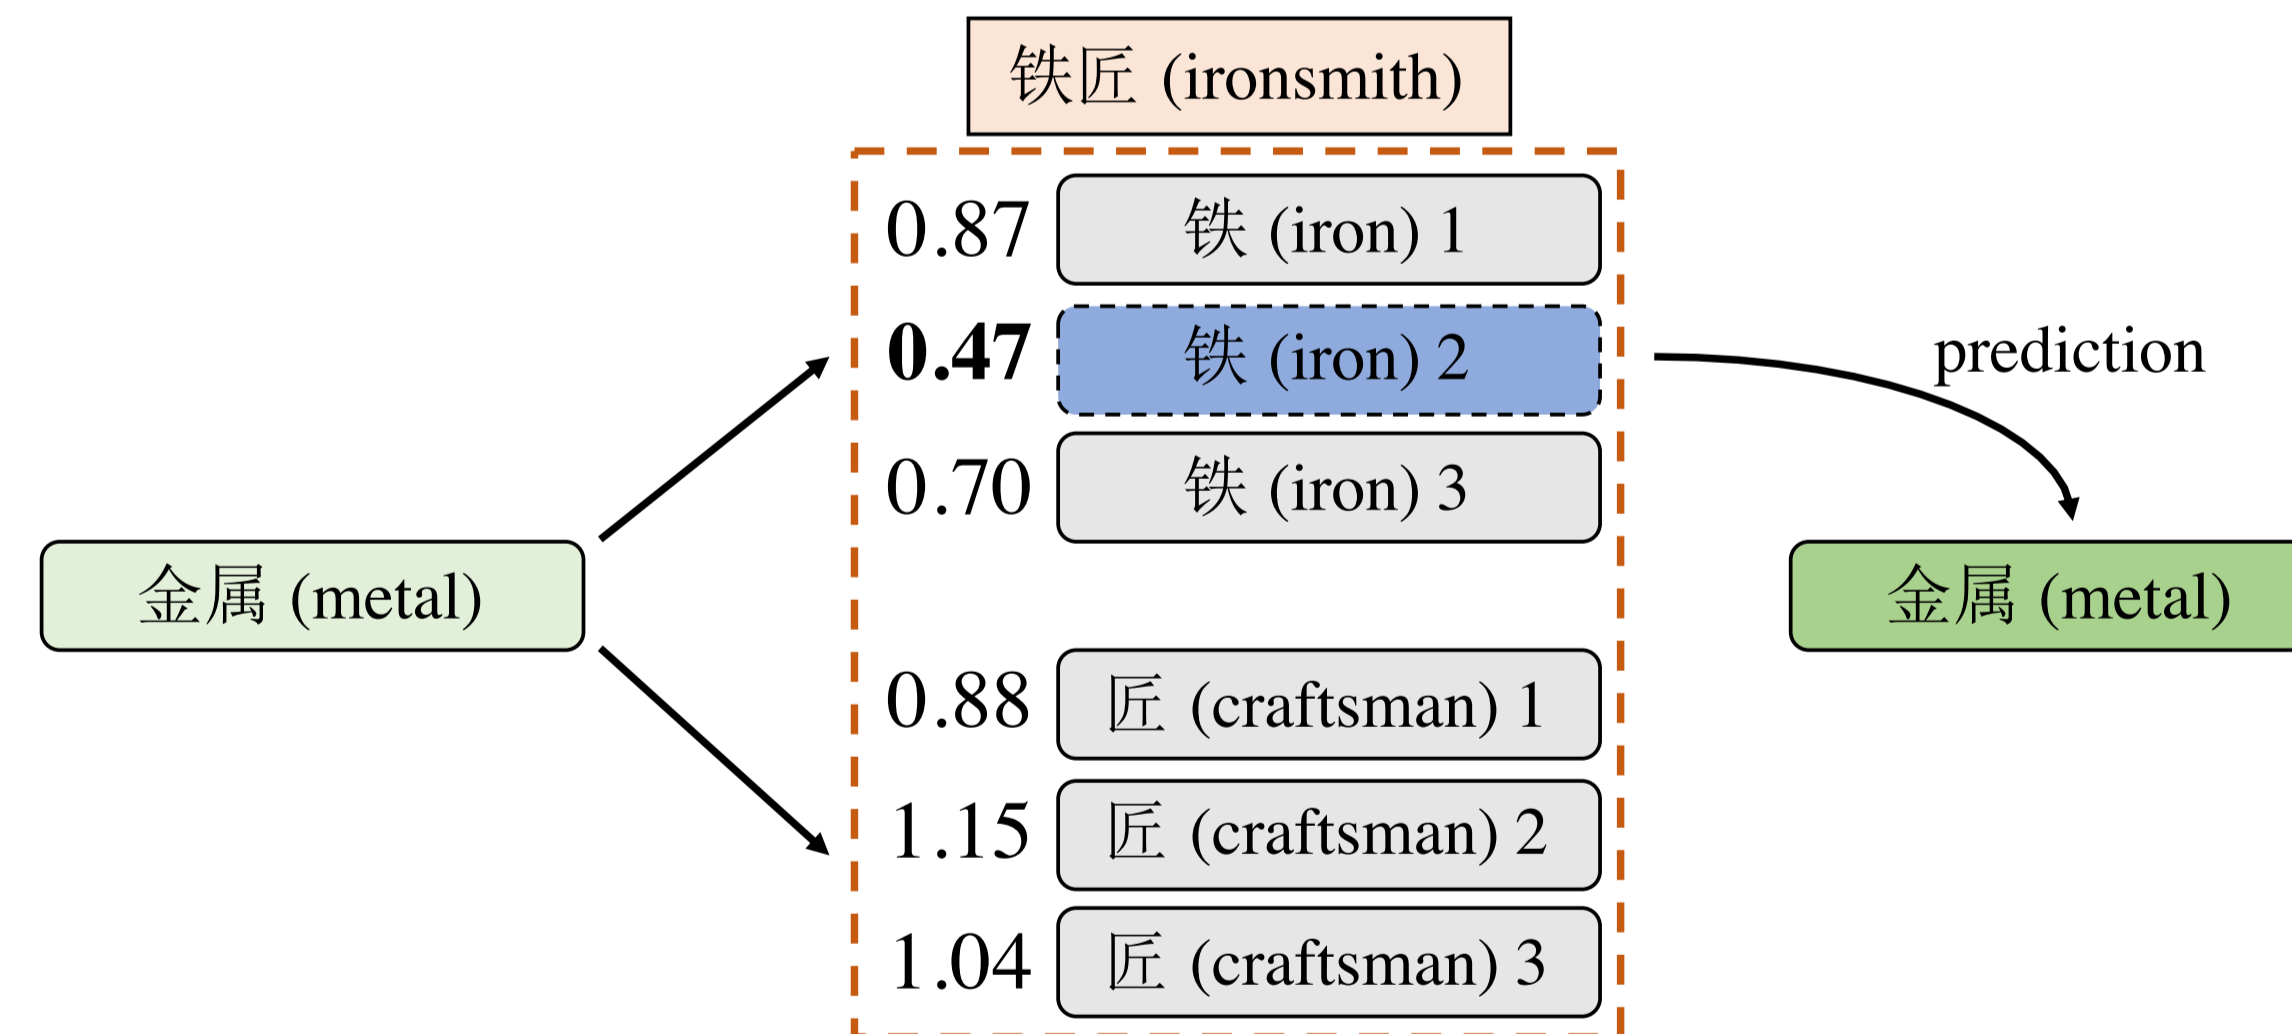 铁匠 (ironsmith)
0.87 铁 (iron) 1
0.47 铁 (iron) 2
prediction
0.70 铁 (iron) 3
金属 (metal)
金属 (metal)
0.88 匠 (craftsman) 1
1.15 匠 (craftsman) 2
1.04 匠 (craftsman) 3